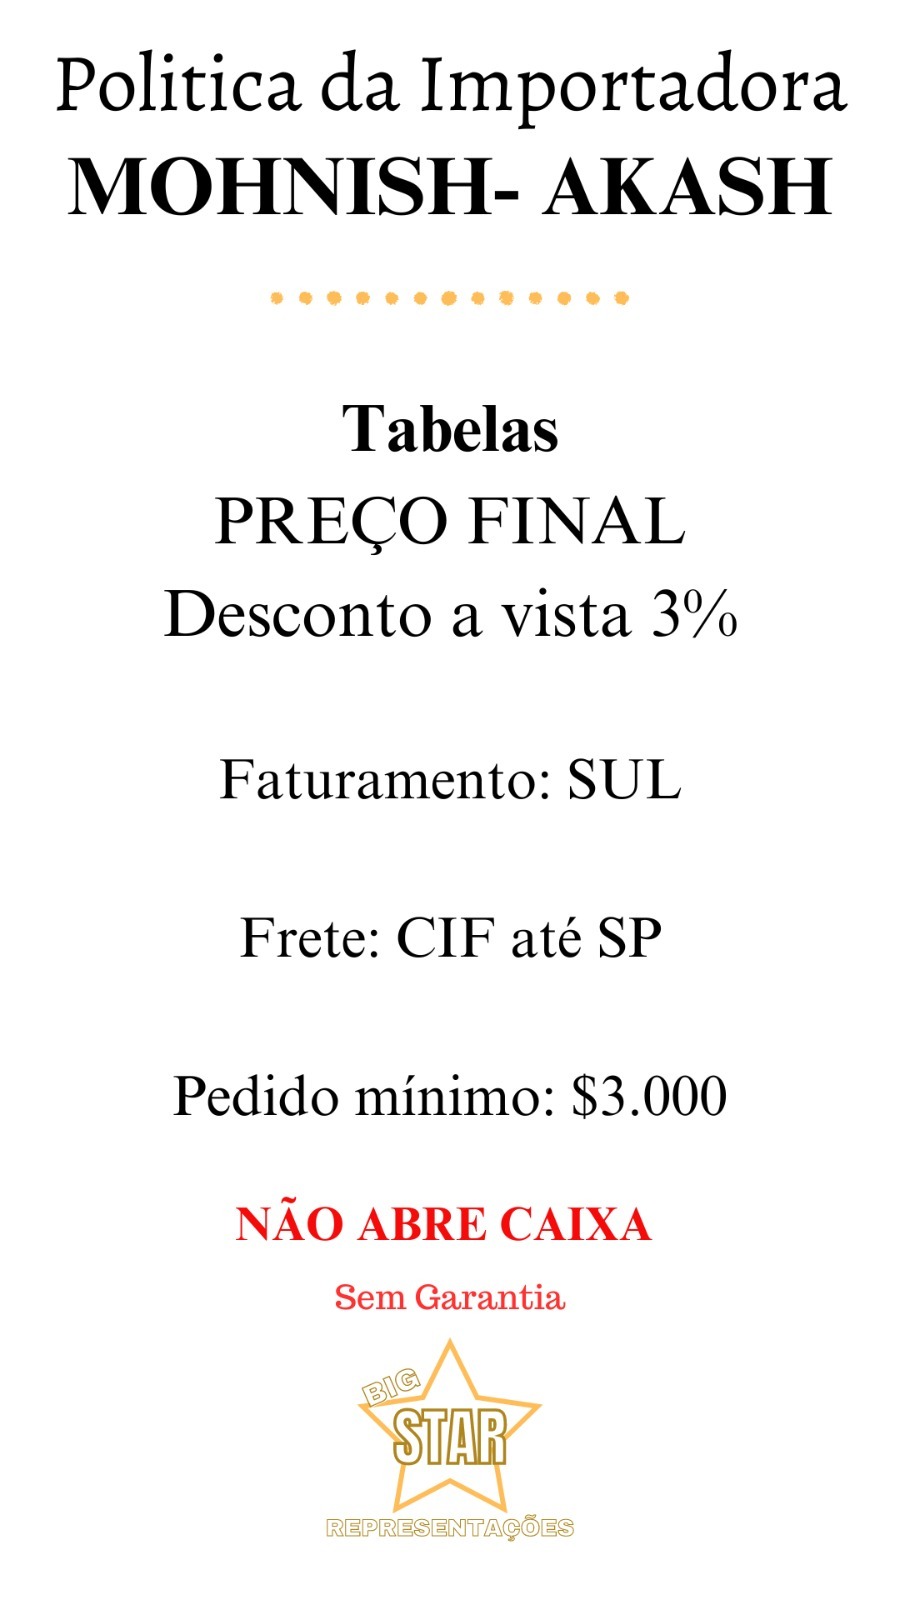 Politica da Importadora
MOHNISH- AKASH
Tabelas
PREÇO FINAL
Desconto a vista 3%
Faturamento: SUL
Frete: CIF até SP
Pedido mínimo: $3.000
NÃO ABRE CAIXA
Sem Garantia
BIG
STAR
REPRESENTAÇÕES